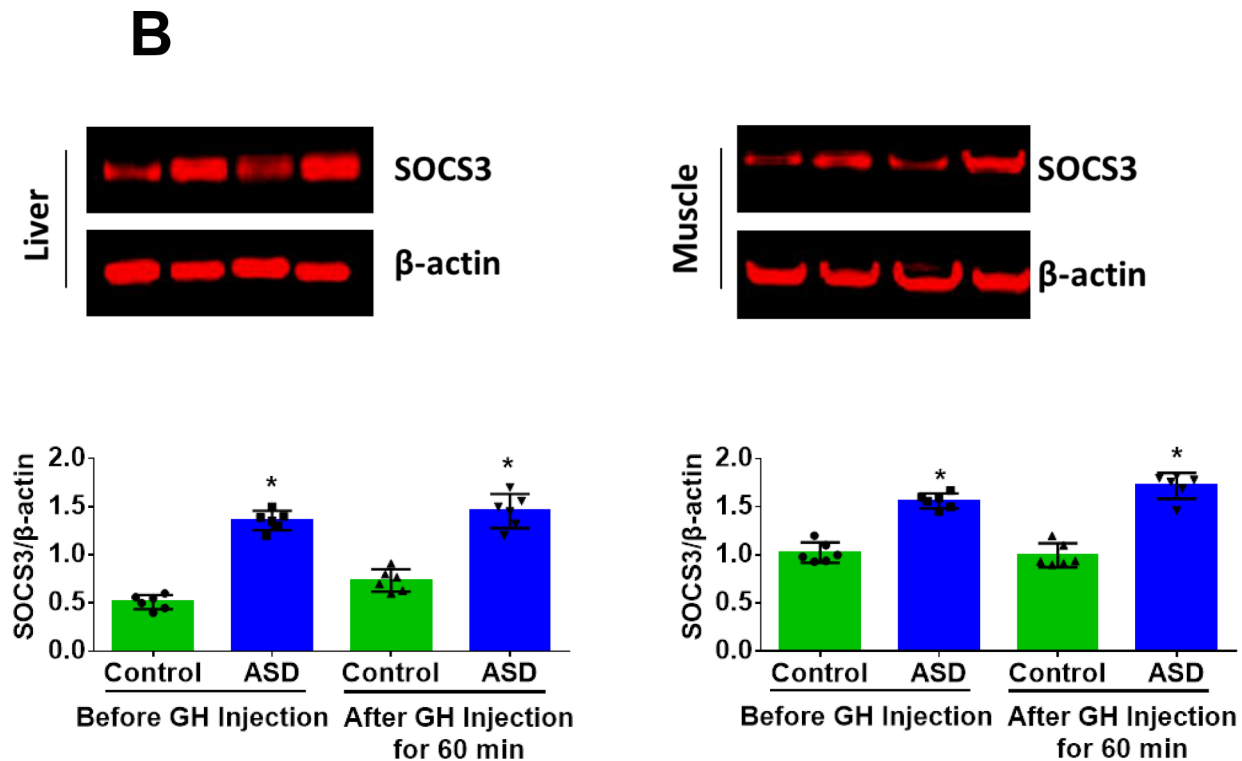 B
Liver
SOCS3
β-actin
Muscle
SOCS3
β-actin
SOCS3/β-actin
2.0
1.5
1.0
0.5
0.0
*
*
Control
ASD
Control
ASD
Before GH Injection
After GH Injection
for 60 min
SOCS3/β-actin
2.0
1.5
1.0
0.5
0.0
*
*
Control
ASD
Control
ASD
Before GH Injection
After GH Injection
for 60 min